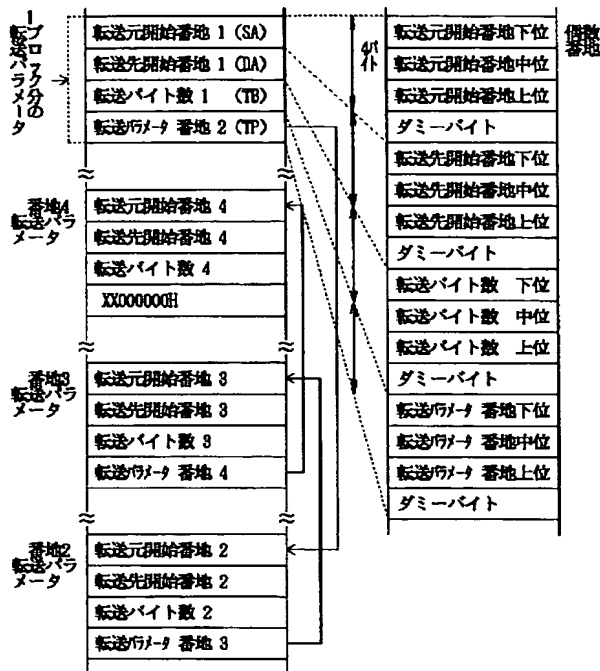 1ブロック分の
転送パラメータ
転送元開始番地 1 (SA)
転送先開始番地 1 (DA)
転送バイト数 1 (TB)
転送パラメータ 番地 2 (TP)
番地4
転送パラ
メータ
転送元開始番地 4
転送先開始番地 4
転送バイト数 4
XX000000H
番地3
転送パラ
メータ
転送元開始番地 3
転送先開始番地 3
転送バイト数 3
転送パラメータ 番地 4
番地2
転送パラ
メータ
転送元開始番地 2
転送先開始番地 2
転送バイト数 2
転送パラメータ 番地 3
4バイト
偶数
番地
転送元開始番地下位
転送元開始番地中位
転送元開始番地上位
ダミーバイト
転送先開始番地下位
転送先開始番地中位
転送先開始番地上位
ダミーバイト
転送バイト数 下位
転送バイト数 中位
転送バイト数 上位
ダミーバイト
転送パラメータ 番地下位
転送パラメータ 番地中位
転送パラメータ 番地上位
ダミーバイト